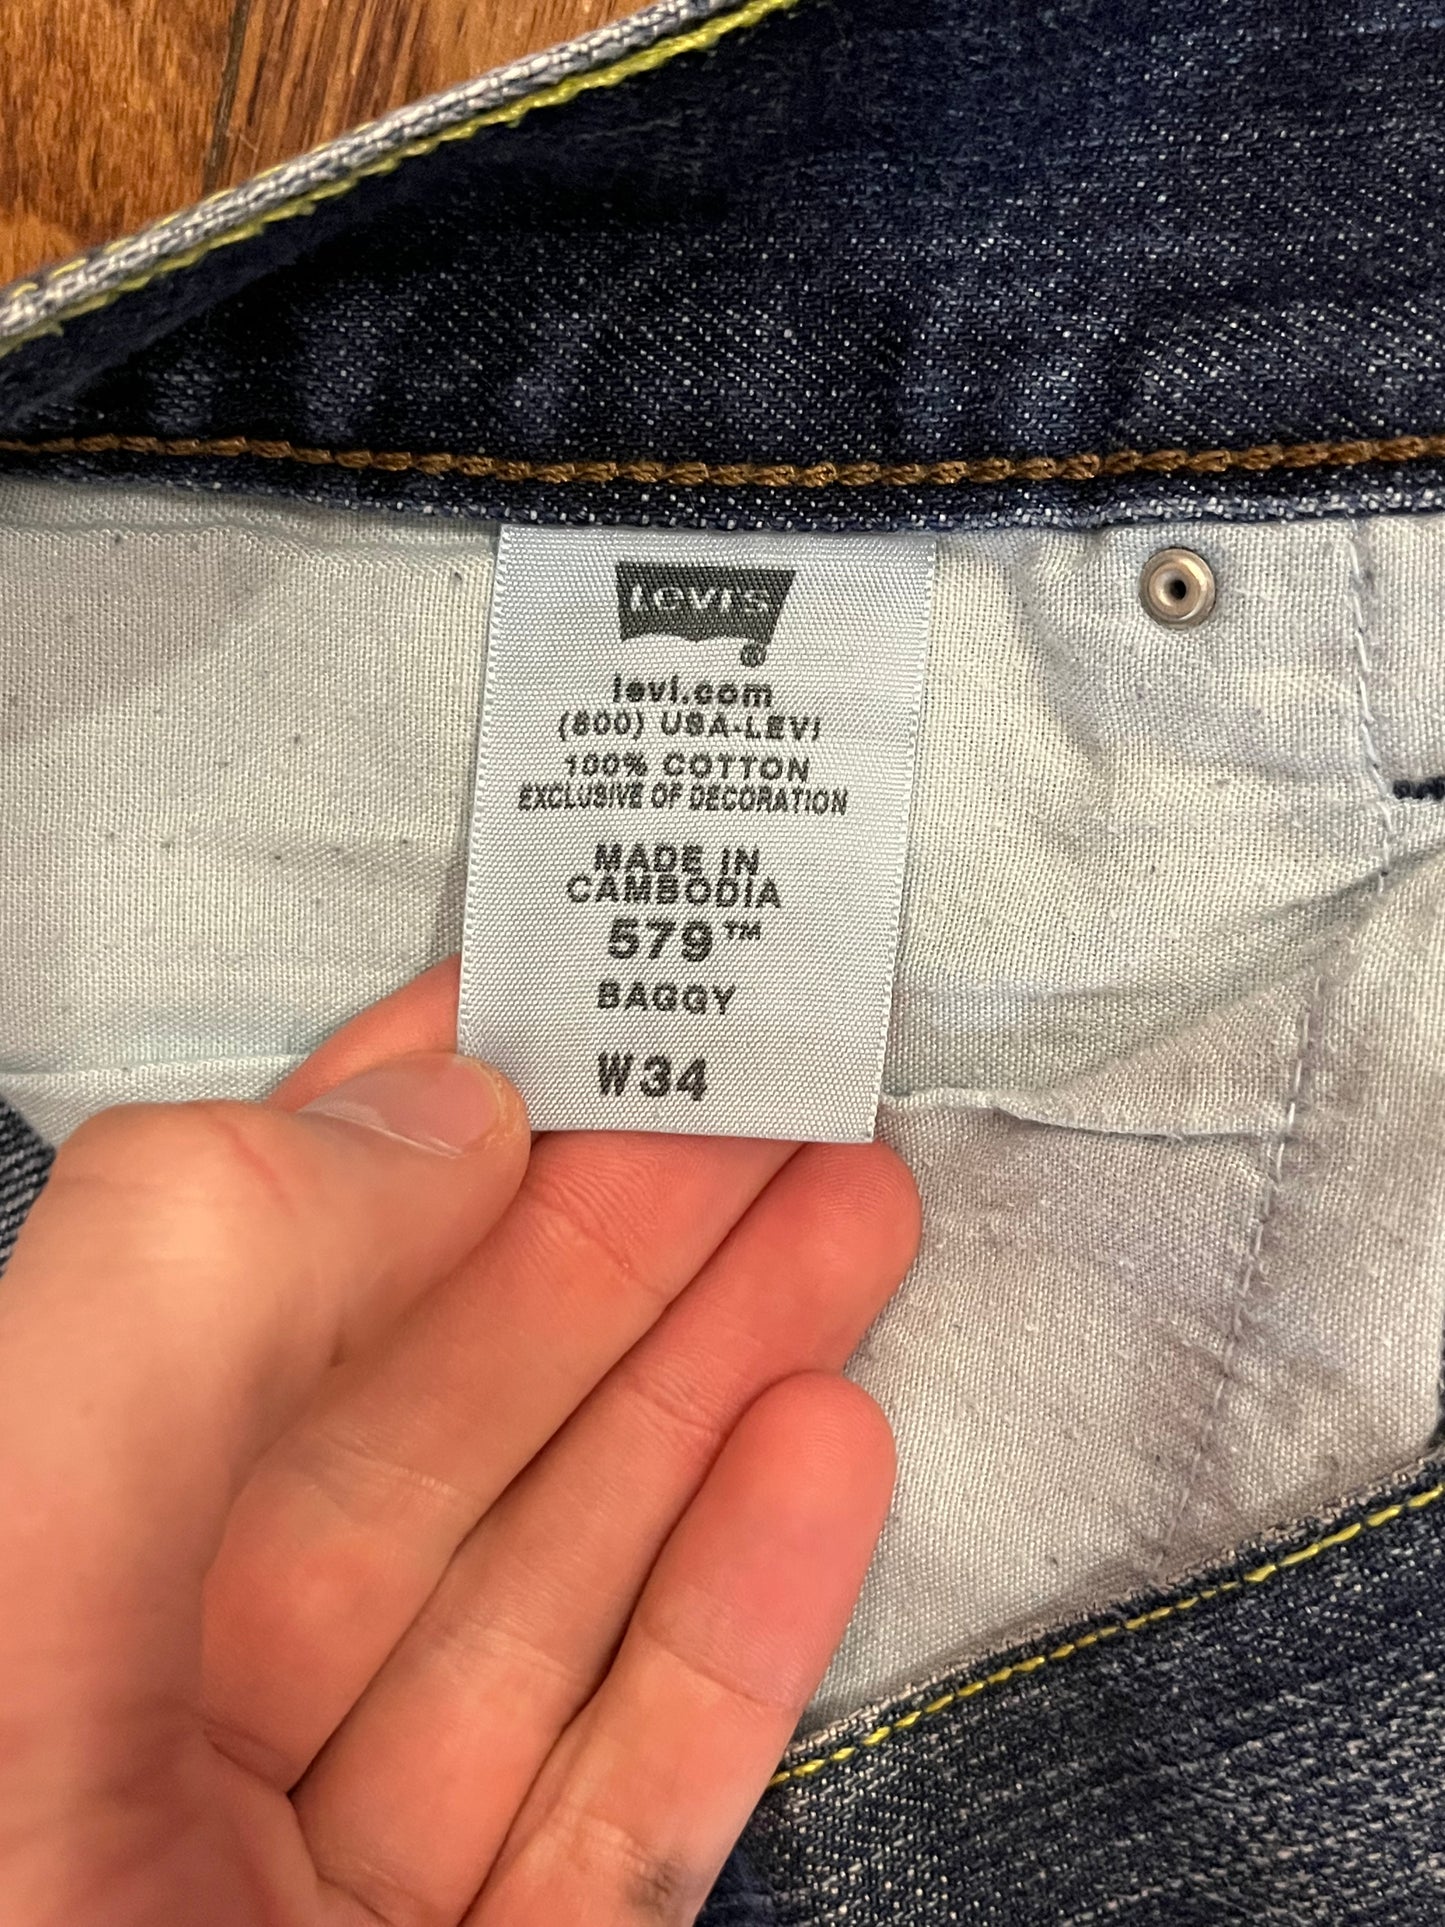 Levi's
®
levi.com
(800) USA-LEVI
100% COTTON
EXCLUSIVE OF DECORATION
MADE IN
CAMBODIA
579™
BAGGY
W34